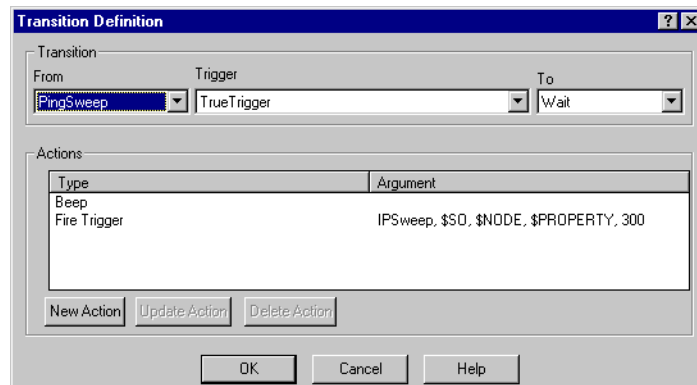 Transition Definition
Transition
From Trigger To
PingSweep TrueTrigger Wait
Actions
Type Argument
Beep
Fire Trigger IPSweep, $SO, $NODE, $PROPERTY, 300
New Action Update Action Delete Action
OK Cancel Help